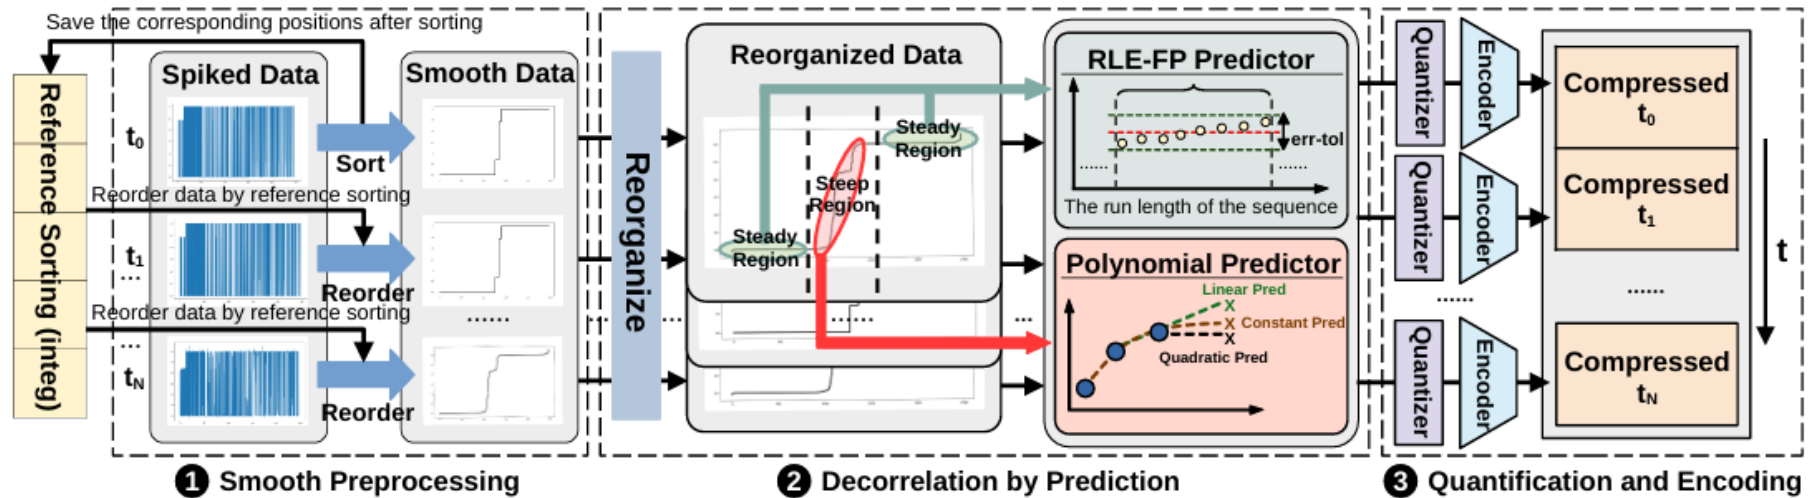 Save the corresponding positions after sorting
Reference Sorting (integ)
Spiked Data
Smooth Data
t0
Sort
Reorder data by reference sorting
t1
...
Reorder
......
Reorder data by reference sorting
...
tN
Reorder
1 Smooth Preprocessing
Reorganize
...
...
Reorganized Data
Steady
Region
Steep
Region
Steady
Region
......
...
RLE-FP Predictor
err-tol
......
......
The run length of the sequence
Polynomial Predictor
Linear Pred
X
X Constant Pred
X
Quadratic Pred
2 Decorrelation by Prediction
Quantizer
Encoder
Compressed
t0
Quantizer
Encoder
Compressed
t1
t
......
......
Quantizer
Encoder
Compressed
tN
3 Quantification and Encoding